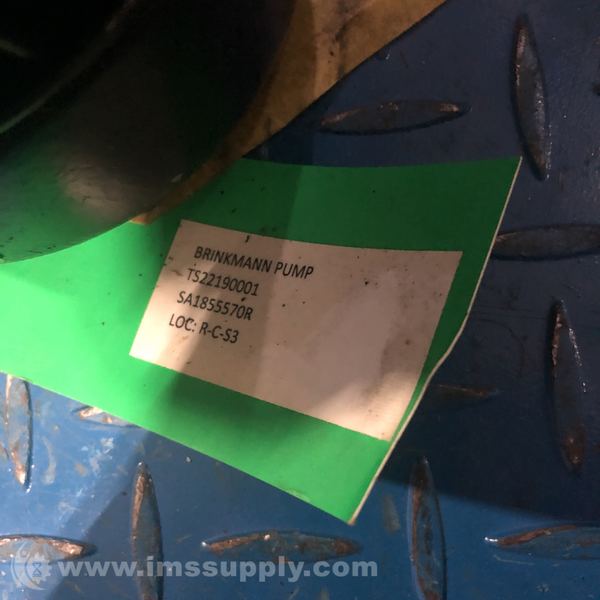 BRINKMANN PUMP
TS22190001
SA1855570R
LOC: R-C-S3
www.imssupply.com